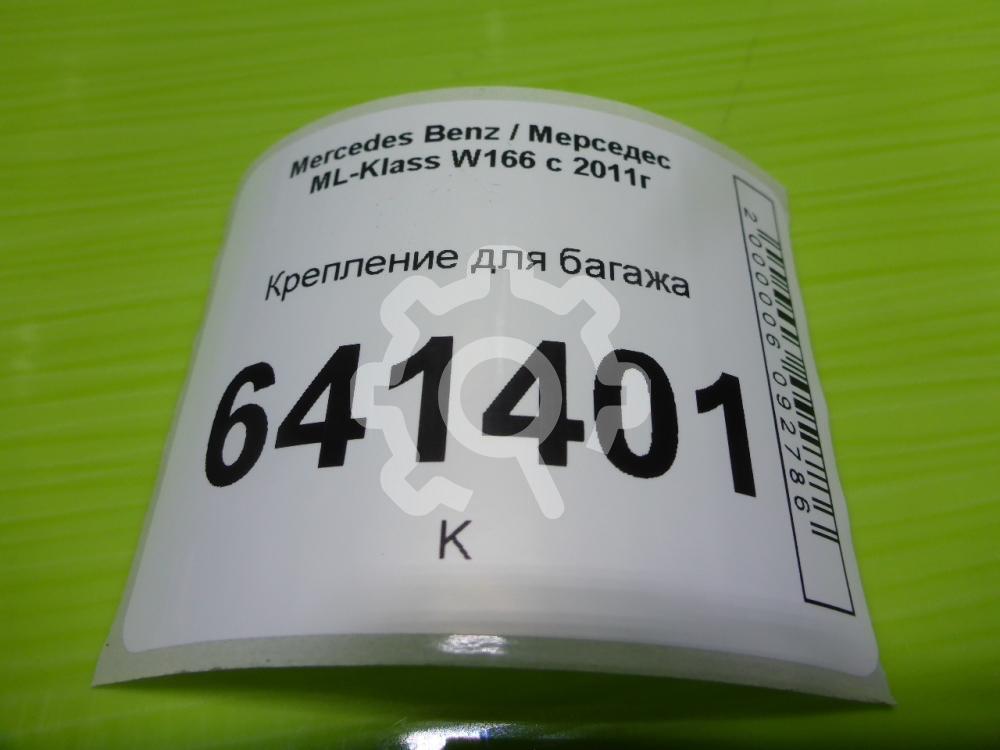 Mercedes Benz / Мерседес
ML-Klass W166 с 2011г
Крепление для багажа
641401
К
2000006092786